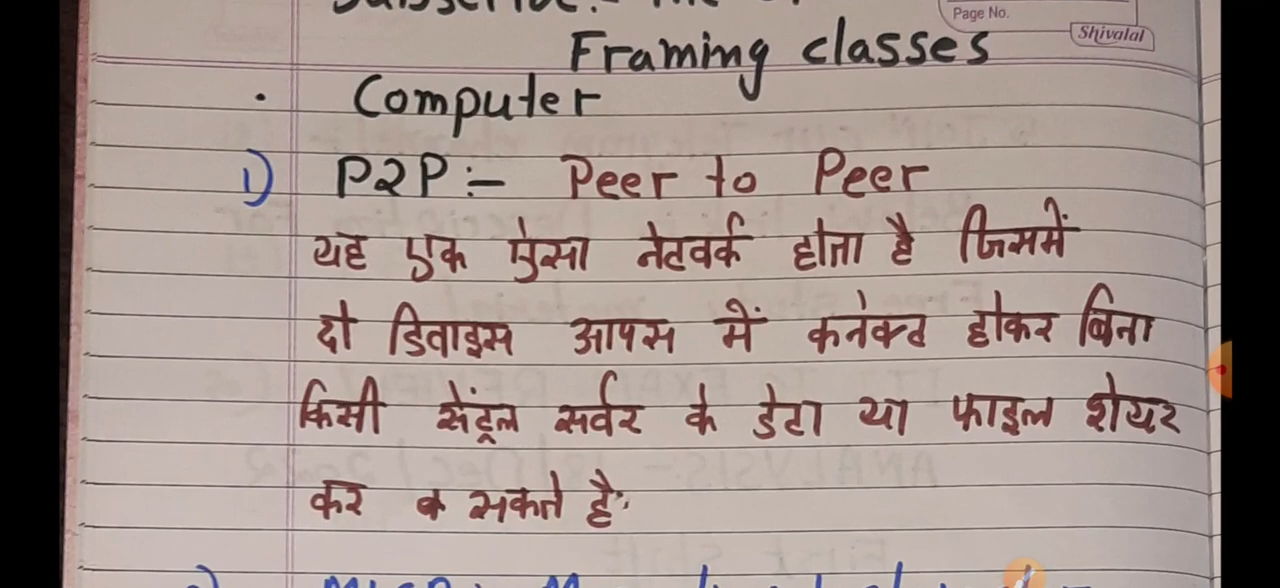 Page No.
Shivalal
Framing classes
· Computer
1) P2P :- Peer to Peer
यह एक ऐसा नेटवर्क होता है जिसमें
दो डिवाइस आपस में कनेक्ट होकर बिना
किसी सेंट्रल सर्वर के डेटा या फाइल शेयर
कर सकते है